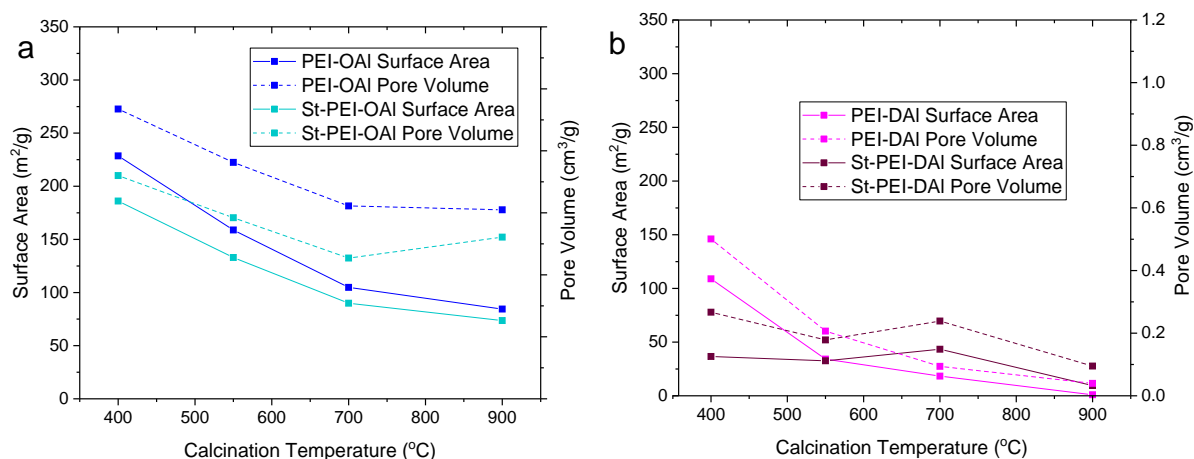 a
350
300
250
200
150
100
50
0
Surface Area (m²/g)
400 500 600 700 800 900
Calcination Temperature (°C)
Pore Volume (cm³/g)
PEI-OAl Surface Area
PEI-OAl Pore Volume
St-PEI-OAl Surface Area
St-PEI-OAl Pore Volume
b
350
300
250
200
150
100
50
0
Surface Area (m²/g)
400 500 600 700 800 900
Calcination Temperature (°C)
1.2
1.0
0.8
0.6
0.4
0.2
0.0
Pore Volume (cm³/g)
PEI-DAl Surface Area
PEI-DAl Pore Volume
St-PEI-DAl Surface Area
St-PEI-DAl Pore Volume